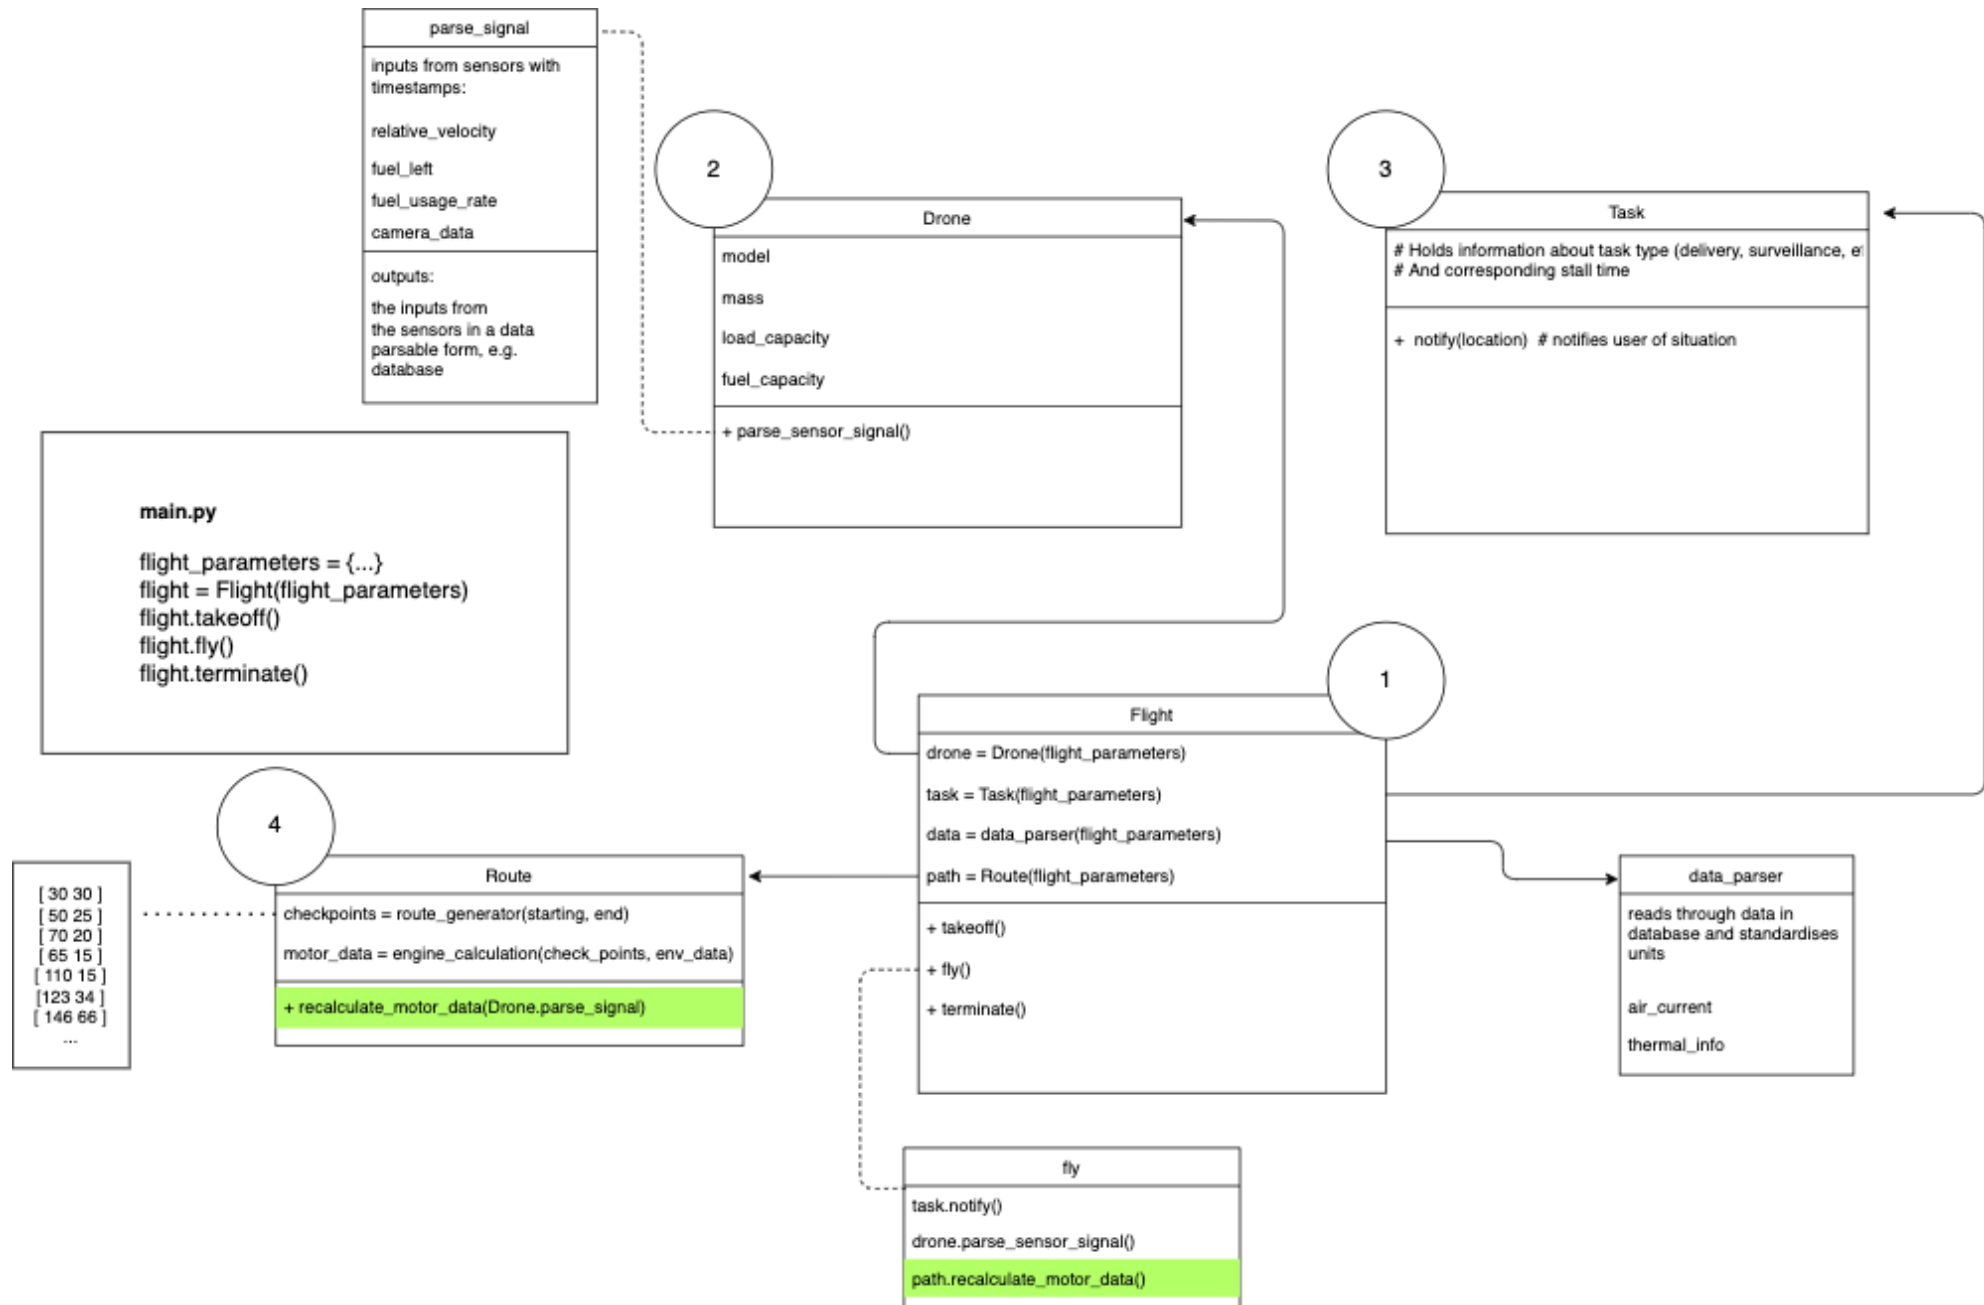 parse_signal
inputs from sensors with
timestamps:
relative_velocity
fuel_left
fuel_usage_rate
camera_data
outputs:
the inputs from
the sensors in a data
parsable form, e.g.
database
2
Drone
model
mass
load_capacity
fuel_capacity
+ parse_sensor_signal()
3
Task
# Holds information about task type (delivery, surveillance,
# And corresponding stall time
+ notify(location) # notifies user of situation
main.py
flight_parameters = {...}
flight = Flight(flight_parameters)
flight.takeoff()
flight.fly()
flight.terminate()
1
Flight
drone = Drone(flight_parameters)
task = Task(flight_parameters)
data = data_parser(flight_parameters)
path = Route(flight_parameters)
+ takeoff()
+ fly()
+ terminate()
4
Route
checkpoints = route_generator(starting, end)
motor_data = engine_calculation(check_points, env_data)
+ recalculate_motor_data(Drone.parse_signal)
[ 30 30 ]
[ 50 25 ]
[ 70 20 ]
[ 65 15 ]
[ 110 15 ]
[123 34 ]
[ 146 66 ]
...
data_parser
reads through data in
database and standardises
units
air_current
thermal_info
fly
task.notify()
drone.parse_sensor_signal()
path.recalculate_motor_data()